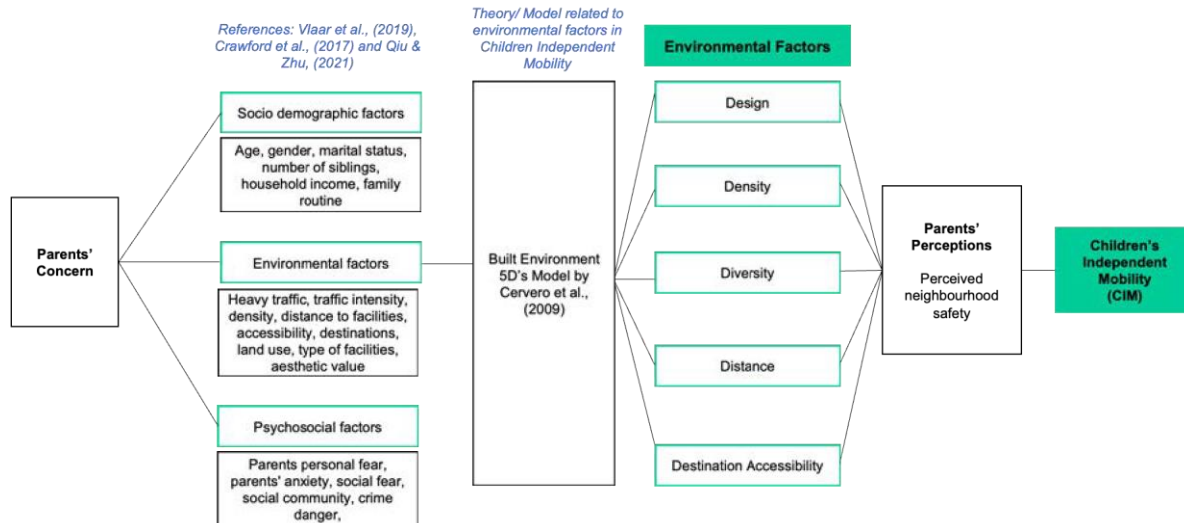 References: Vlaar et al., (2019),
Crawford et al., (2017) and Qiu &
Zhu, (2021)
Theory/ Model related to
environmental factors in
Children Independent
Mobility
Environmental Factors
Parents'
Concern
Socio demographic factors
Age, gender, marital status,
number of siblings,
household income, family
routine
Environmental factors
Heavy traffic, traffic intensity,
density, distance to facilities,
accessibility, destinations,
land use, type of facilities,
aesthetic value
Psychosocial factors
Parents personal fear,
parents' anxiety, social fear,
social community, crime
danger,
Built Environment
5D's Model by
Cervero et al.,
(2009)
Design
Density
Diversity
Distance
Destination Accessibility
Parents'
Perceptions
Perceived
neighbourhood
safety
Children's
Independent
Mobility
(CIM)